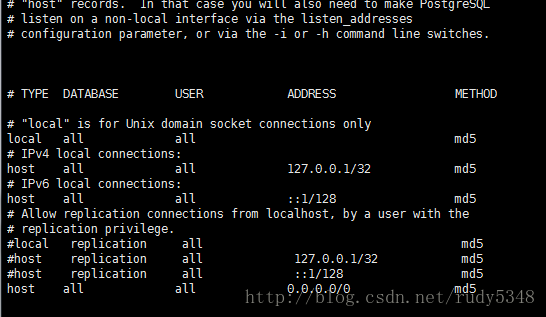 # "host" records.  In that case you will also need to make PostgreSQL
# listen on a non-local interface via the listen_addresses
# configuration parameter, or via the -i or -h command line switches.
# TYPE  DATABASE        USER            ADDRESS                 METHOD
# "local" is for Unix domain socket connections only
local   all             all                                     md5
# IPv4 local connections:
host    all             all             127.0.0.1/32            md5
# IPv6 local connections:
host    all             all             ::1/128                 md5
# Allow replication connections from localhost, by a user with the
# replication privilege.
#local   replication     all                                     md5
#host    replication     all             127.0.0.1/32            md5
#host    replication     all             ::1/128                 md5
host    all             all             0.0.0.0/0               md5
http://blog.csdn.net/rudy5348